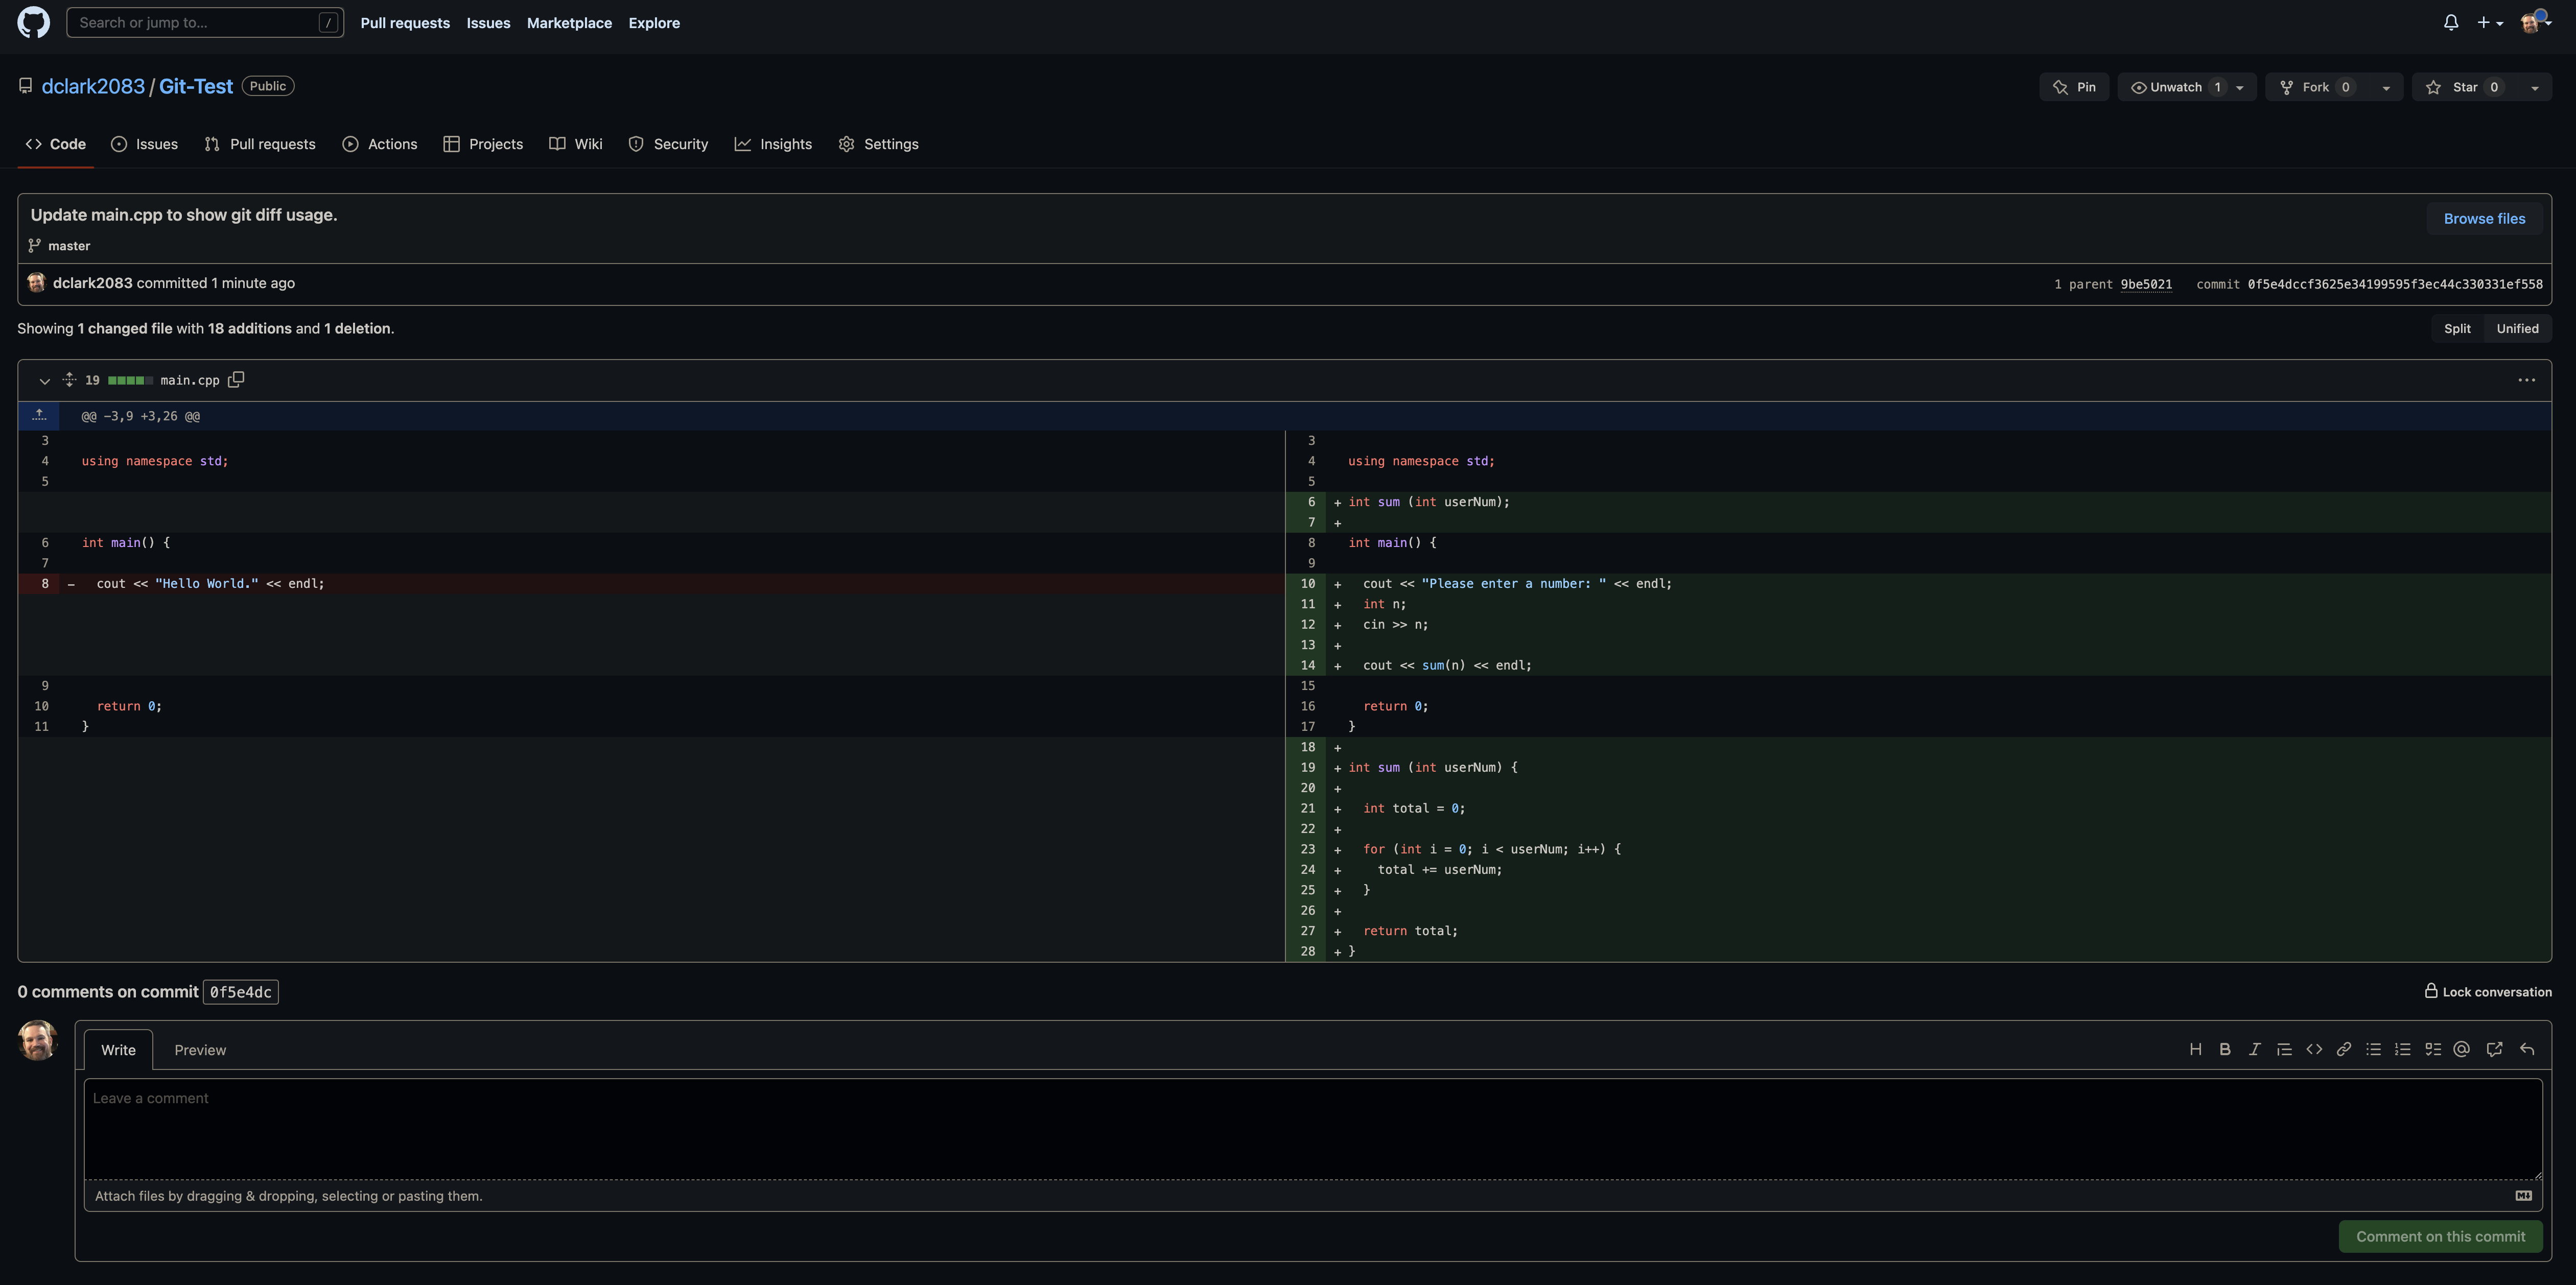 Search or jump to... /
Pull requests Issues Marketplace Explore
dclark2083 / Git-Test Public
Pin Unwatch 1 Fork 0 Star 0
Code Issues Pull requests Actions Projects Wiki Security Insights Settings
Update main.cpp to show git diff usage.
Browse files
master
dclark2083 committed 1 minute ago
1 parent 9be5021 commit 0f5e4dccf3625e34199595f3ec44c330331ef558
Showing 1 changed file with 18 additions and 1 deletion.
Split Unified
19 main.cpp
@@ -3,9 +3,26 @@
3 3
4 using namespace std; 4 using namespace std;
5 5
6 + int sum (int userNum);
7 +
6 int main() { 8 int main() {
7 9
8 - cout << "Hello World." << endl; 10 + cout << "Please enter a number: " << endl;
11 + int n;
12 + cin >> n;
13 +
14 + cout << sum(n) << endl;
9 15
10 return 0; 16 return 0;
11 } 17 }
18 +
19 + int sum (int userNum) {
20 +
21 + int total = 0;
22 +
23 + for (int i = 0; i < userNum; i++) {
24 + total += userNum;
25 + }
26 +
27 + return total;
28 + }
0 comments on commit 0f5e4dc
Lock conversation
Write Preview
Leave a comment
Attach files by dragging & dropping, selecting or pasting them.
Comment on this commit